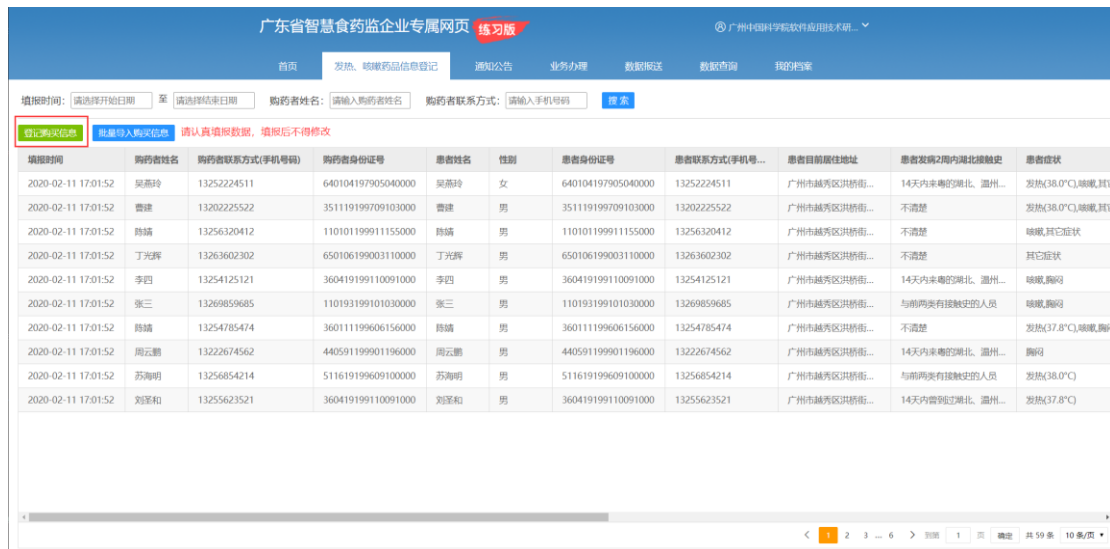 广东省智慧食药监企业专属网页 练习版 广州中国科学院软件应用技术研... 
首页 发热、咳嗽药品信息登记 通知公告 业务办理 数据报送 数据查询 我的档案
填报时间: 请选择开始日期 至 请选择结束日期 购药者姓名: 请输入购药者姓名 购药者联系方式: 请输入手机号码 搜索
登记购买信息 批量导入购买信息 请认真填报数据，填报后不得修改
填报时间 购药者姓名 购药者联系方式(手机号码) 购药者身份证号 患者姓名 性别 患者身份证号 患者联系方式(手机号... 患者目前居住地址 患者发病2周内湖北接触史 患者症状
2020-02-11 17:01:52 吴燕玲 13252224511 640104197905040000 吴燕玲 女 640104197905040000 13252224511 广州市越秀区洪桥街... 14天内来粤的湖北、温州... 发热(38.0°C),咳嗽,其它
2020-02-11 17:01:52 曹建 13202225522 351119199709103000 曹建 男 351119199709103000 13202225522 广州市越秀区洪桥街... 不清楚 发热(38.0°C),咳嗽,其它
2020-02-11 17:01:52 陈婧 13256320412 110101199911155000 陈婧 男 110101199911155000 13256320412 广州市越秀区洪桥街... 不清楚 咳嗽,其它症状
2020-02-11 17:01:52 丁光辉 13263602302 650106199003110000 丁光辉 男 650106199003110000 13263602302 广州市越秀区洪桥街... 不清楚 其它症状
2020-02-11 17:01:52 李四 13254125121 360419199110091000 李四 男 360419199110091000 13254125121 广州市越秀区洪桥街... 14天内来粤的湖北、温州... 咳嗽,胸闷
2020-02-11 17:01:52 张三 13269859685 110193199101030000 张三 男 110193199101030000 13269859685 广州市越秀区洪桥街... 与前两类有接触史的人员 咳嗽,胸闷
2020-02-11 17:01:52 陈婧 13254785474 360111199606156000 陈婧 男 360111199606156000 13254785474 广州市越秀区洪桥街... 不清楚 发热(37.8°C),咳嗽,胸闷
2020-02-11 17:01:52 周云鹏 13222674562 440591199901196000 周云鹏 男 440591199901196000 13222674562 广州市越秀区洪桥街... 14天内来粤的湖北、温州... 胸闷
2020-02-11 17:01:52 苏海明 13256854214 511619199609100000 苏海明 男 511619199609100000 13256854214 广州市越秀区洪桥街... 与前两类有接触史的人员 发热(38.0°C)
2020-02-11 17:01:52 刘圣和 13255623521 360419199110091000 刘圣和 男 360419199110091000 13255623521 广州市越秀区洪桥街... 14天内曾到过湖北、温州... 发热(37.8°C)
1 2 3 ... 6 到第 1 页 确定 共 59 条 10 条/页